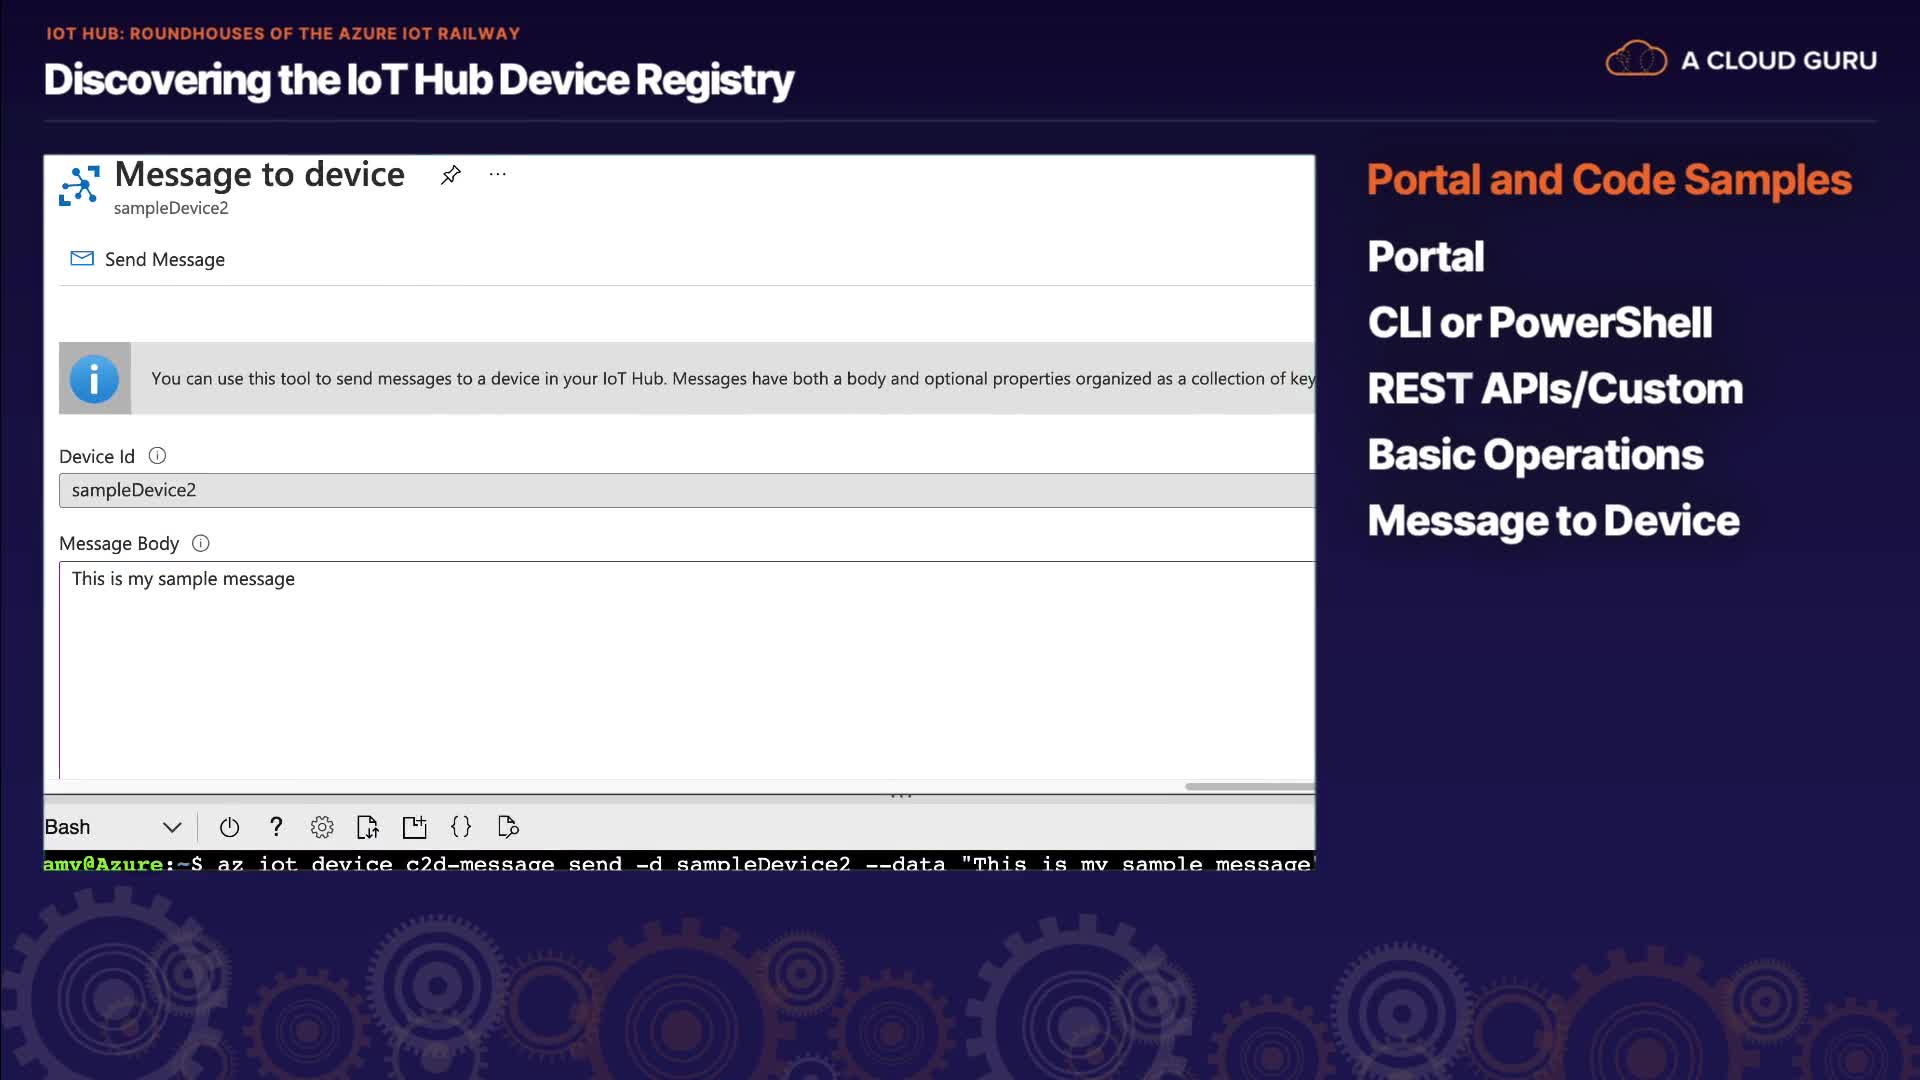 IOT HUB: ROUNDHOUSES OF THE AZURE IOT RAILWAY
Discovering the IoT Hub Device Registry
A CLOUD GURU
Message to device
sampleDevice2
Send Message
You can use this tool to send messages to a device in your IoT Hub. Messages have both a body and optional properties organized as a collection of key
Device Id
sampleDevice2
Message Body
This is my sample message
Bash
amy@Azure:~$ az iot device c2d-message send -d sampleDevice2 --data "This is my sample message"
Portal and Code Samples
Portal
CLI or PowerShell
REST APIs/Custom
Basic Operations
Message to Device